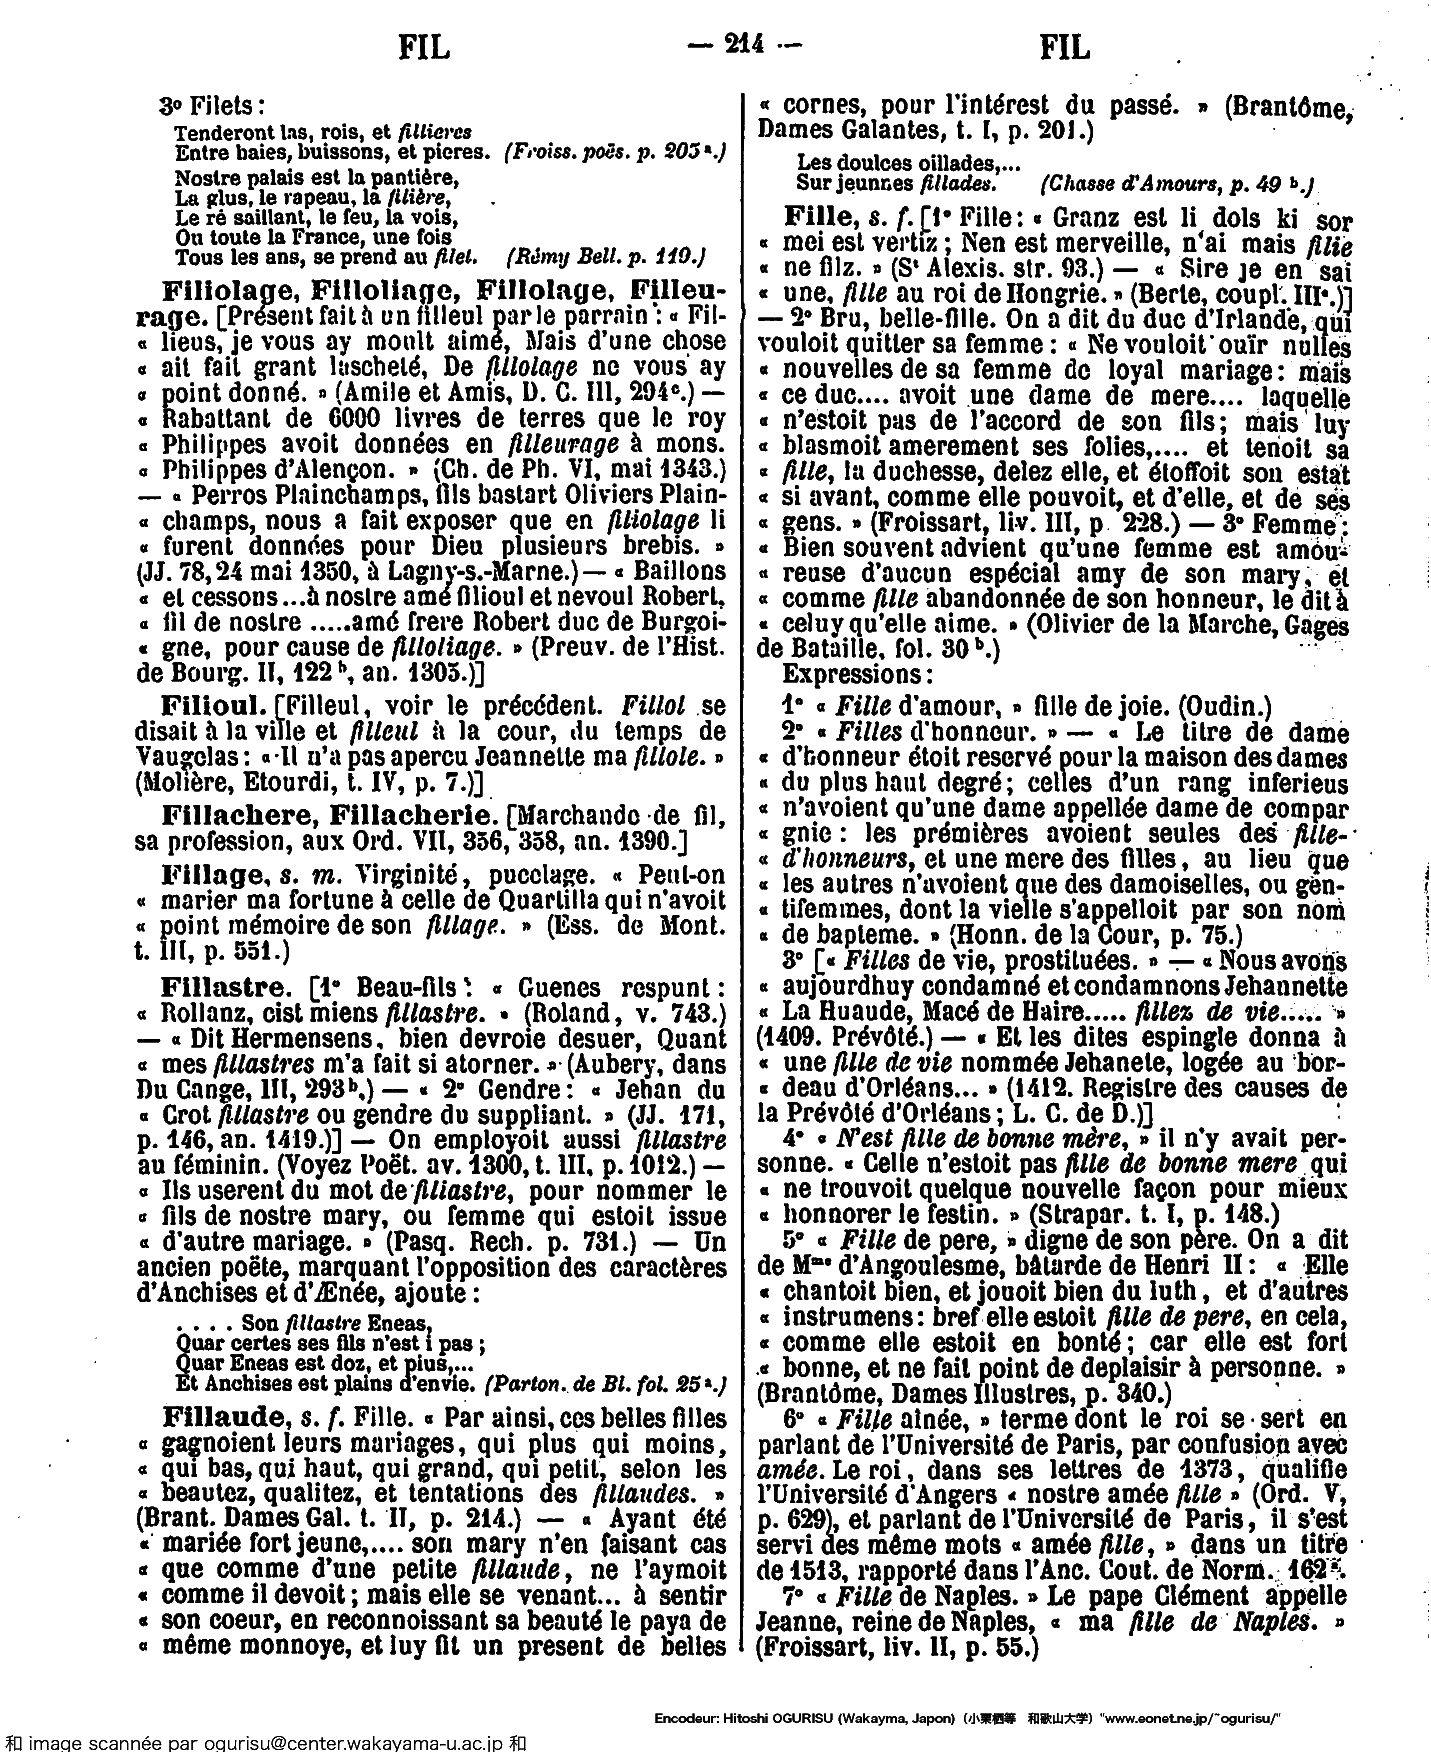 FIL — 214 — FIL
3º Filets :
Tenderont las, rois, et fillieres
Entre haies, buissons, et pieres. (Froiss. poës. p. 205 ª.)
Nostre palais est la pantière,
La glus, le rapeau, la filière,
Le ré saillant, le feu, la vois,
Ou toute la France, une fois
Tous les ans, se prend au filet. (Rémy Bell. p. 119.)
Filiolage, Filloliage, Fillolage, Filleu-
rage. [Présent fait à un filleul par le parrain : « Fil-
« lieus, je vous ay moult aimé, Mais d'une chose
« ait fait grant lascheté, De fillolage ne vous ay
« point donné. » (Amile et Amis, D. C. III, 294ᶜ.) —
« Rabattant de 6000 livres de terres que le roy
« Philippes avoit données en filleurage à mons.
« Philippes d'Alençon. » (Ch. de Ph. VI, mai 1343.)
— « Perros Plainchamps, fils bastart Oliviers Plain-
« champs, nous a fait exposer que en filiolage li
« furent données pour Dieu plusieurs brebis. »
(JJ. 78, 24 mai 1350, à Lagny-s.-Marne.) — « Baillons
« et cessons ...à nostre amé filioul et nevoul Robert,
« fil de nostre .....amé frere Robert duc de Burgoi-
« gne, pour cause de filloliage. » (Preuv. de l'Hist.
de Bourg. II, 122 ᵇ, an. 1303.)]
Filioul. [Filleul, voir le précédent. Fillol se
disait à la ville et filleul à la cour, du temps de
Vaugelas : « Il n'a pas apercu Jeannette ma fillole. »
(Molière, Etourdi, t. IV, p. 7.)]
Fillachere, Fillacherie. [Marchande de fil,
sa profession, aux Ord. VII, 356, 358, an. 1390.]
Fillage, s. m. Virginité, pucelage. « Peut-on
« marier ma fortune à celle de Quartilla qui n'avoit
« point mémoire de son fillage. » (Ess. de Mont.
t. III, p. 551.)
Fillastre. [1º Beau-fils : « Guenes respunt :
« Rollanz, cist miens fillastre. » (Roland, v. 743.)
— « Dit Hermensens, bien devroie desuer, Quant
« mes fillastres m'a fait si atorner. » (Aubery, dans
Du Cange, III, 293ᵇ.) — « 2º Gendre : « Jehan du
« Crot fillastre ou gendre du suppliant. » (JJ. 171,
p. 146, an. 1419.)] — On employoit aussi fillastre
au féminin. (Voyez Poët. av. 1300, t. III, p. 1012.) —
« Ils userent du mot de filiastre, pour nommer le
« fils de nostre mary, ou femme qui estoit issue
« d'autre mariage. » (Pasq. Rech. p. 731.) — Un
ancien poëte, marquant l'opposition des caractères
d'Anchises et d'Ænée, ajoute :
. . . . Son fillastre Eneas,
Quar certes ses fils n'est i pas ;
Quar Eneas est doz, et pius,...
Et Anchises est plains d'envie. (Parton. de Bl. fol. 25 ª.)
Fillaude, s. f. Fille. « Par ainsi, ces belles filles
« gagnoient leurs mariages, qui plus qui moins,
« qui bas, qui haut, qui grand, qui petit, selon les
« beautez, qualitez, et tentations des fillaudes. »
(Brant. Dames Gal. t. II, p. 214.) — « Ayant été
« mariée fort jeune,.... son mary n'en faisant cas
« que comme d'une petite fillaude, ne l'aymoit
« comme il devoit ; mais elle se venant... à sentir
« son coeur, en reconnoissant sa beauté le paya de
« même monnoye, et luy fit un present de belles
« cornes, pour l'intérest du passé. » (Brantôme,
Dames Galantes, t. I, p. 201.)
Les doulces oillades,...
Sur jeunnes fillades. (Chasse d'Amours, p. 49 ᵇ.)
Fille, s. f. [1º Fille : « Granz est li dols ki sor
« mei est vertiz ; Nen est merveille, n'ai mais filie
« ne filz. » (Sᵗ Alexis. str. 93.) — « Sire je en sai
« une, fille au roi de Hongrie. » (Berte, coupl. IIIᵉ.)]
— 2º Bru, belle-fille. On a dit du duc d'Irlande, qui
vouloit quitter sa femme : « Ne vouloit ouïr nulles
« nouvelles de sa femme de loyal mariage : mais
« ce duc.... avoit une dame de mere.... laquelle
« n'estoit pas de l'accord de son fils ; mais luy
« blasmoit amerement ses folies,.... et tenoit sa
« fille, la duchesse, delez elle, et étoffoit son estat
« si avant, comme elle pouvoit, et d'elle, et de ses
« gens. » (Froissart, liv. III, p. 228.) — 3º Femme :
« Bien souvent advient qu'une femme est amou-
« reuse d'aucun espécial amy de son mary, et
« comme fille abandonnée de son honneur, le dit à
« celuy qu'elle aime. » (Olivier de la Marche, Gages
de Bataille, fol. 30 ᵇ.)
Expressions :
1º « Fille d'amour, » fille de joie. (Oudin.)
2º « Filles d'honneur. » — « Le titre de dame
« d'honneur étoit reservé pour la maison des dames
« du plus haut degré ; celles d'un rang inferieus
« n'avoient qu'une dame appellée dame de compar
« gnie : les prémières avoient seules des fille-
« d'honneurs, et une mere des filles, au lieu que
« les autres n'avoient que des damoiselles, ou gen-
« tifemmes, dont la vielle s'appelloit par son nom
« de bapteme. » (Honn. de la Cour, p. 75.)
3º [« Filles de vie, prostituées. » — « Nous avons
« aujourdhuy condamné et condamnons Jehannette
« La Huaude, Macé de Haire..... fillez de vie..... »
(1409. Prévôté.) — « Et les dites espingle donna à
« une fille de vie nommée Jehanete, logée au bor-
« deau d'Orléans... » (1412. Registre des causes de
la Prévôté d'Orléans ; L. C. de D.)]
4º « N'est fille de bonne mère, » il n'y avait per-
sonne. « Celle n'estoit pas fille de bonne mere qui
« ne trouvoit quelque nouvelle façon pour mieux
« honnorer le festin. » (Strapar. t. I, p. 148.)
5º « Fille de pere, » digne de son père. On a dit
de Mᵐᵉ d'Angoulesme, bâtarde de Henri II : « Elle
« chantoit bien, et jouoit bien du luth, et d'autres
« instrumens : bref elle estoit fille de pere, en cela,
« comme elle estoit en bonté ; car elle est fort
« bonne, et ne fait point de deplaisir à personne. »
(Brantôme, Dames Illustres, p. 340.)
6º « Fille aînée, » terme dont le roi se sert en
parlant de l'Université de Paris, par confusion avec
amée. Le roi, dans ses lettres de 1373, qualifie
l'Université d'Angers « nostre amée fille » (Ord. V,
p. 629), et parlant de l'Université de Paris, il s'est
servi des même mots « amée fille, » dans un titre
de 1513, rapporté dans l'Anc. Cout. de Norm. 162 ª.
7º « Fille de Naples. » Le pape Clément appelle
Jeanne, reine de Naples, « ma fille de Naples. »
(Froissart, liv. II, p. 55.)
Encodeur: Hitoshi OGURISU (Wakayma, Japon) (小栗栖等 和歌山大学) "www.eonet.ne.jp/~ogurisu/"
和 image scannée par ogurisu@center.wakayama-u.ac.jp 和